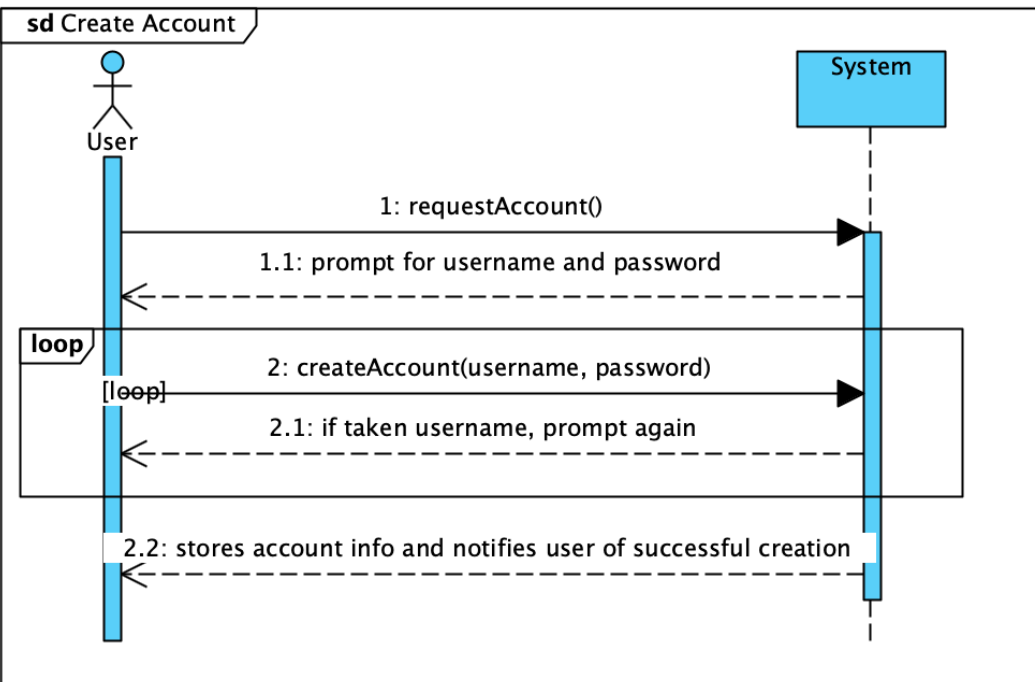 sd Create Account
System
User
1: requestAccount()
1.1: prompt for username and password
loop
2: createAccount(username, password)
[loop]
2.1: if taken username, prompt again
2.2: stores account info and notifies user of successful creation